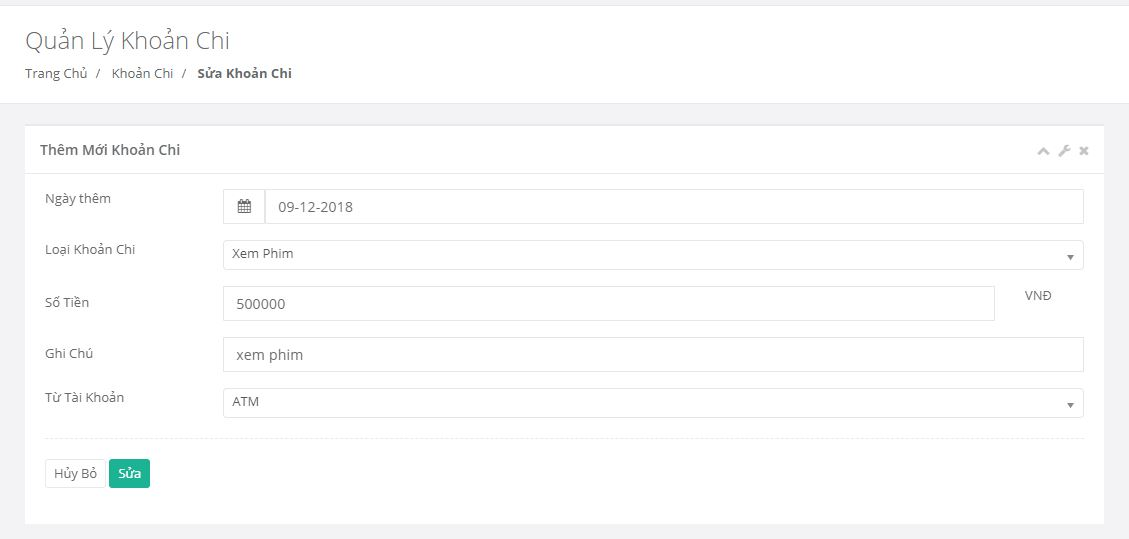 Quản Lý Khoản Chi
Trang Chủ / Khoản Chi / Sửa Khoản Chi
Thêm Mới Khoản Chi
Ngày thêm 09-12-2018
Loại Khoản Chi Xem Phim
Số Tiền 500000 VNĐ
Ghi Chú xem phim
Từ Tài Khoản ATM
Hủy Bỏ Sửa